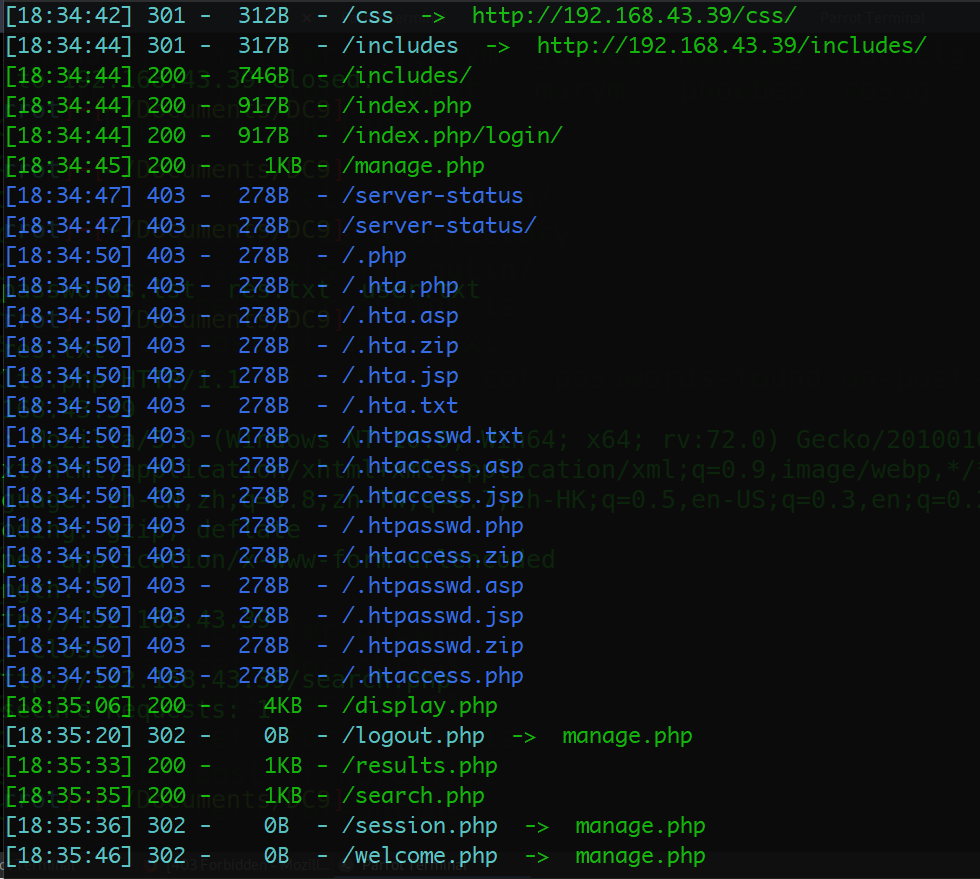 [18:34:42] 301 -  312B  - /css  ->  http://192.168.43.39/css/
[18:34:44] 301 -  317B  - /includes  ->  http://192.168.43.39/includes/
[18:34:44] 200 -  746B  - /includes/
[18:34:44] 200 -  917B  - /index.php
[18:34:44] 200 -  917B  - /index.php/login/
[18:34:45] 200 -    1KB - /manage.php
[18:34:47] 403 -  278B  - /server-status
[18:34:47] 403 -  278B  - /server-status/
[18:34:50] 403 -  278B  - /.php
[18:34:50] 403 -  278B  - /.hta.php
[18:34:50] 403 -  278B  - /.hta.asp
[18:34:50] 403 -  278B  - /.hta.zip
[18:34:50] 403 -  278B  - /.hta.jsp
[18:34:50] 403 -  278B  - /.hta.txt
[18:34:50] 403 -  278B  - /.htpasswd.txt
[18:34:50] 403 -  278B  - /.htaccess.asp
[18:34:50] 403 -  278B  - /.htaccess.jsp
[18:34:50] 403 -  278B  - /.htpasswd.php
[18:34:50] 403 -  278B  - /.htaccess.zip
[18:34:50] 403 -  278B  - /.htpasswd.asp
[18:34:50] 403 -  278B  - /.htpasswd.jsp
[18:34:50] 403 -  278B  - /.htpasswd.zip
[18:34:50] 403 -  278B  - /.htaccess.php
[18:35:06] 200 -    4KB - /display.php
[18:35:20] 302 -    0B  - /logout.php  ->  manage.php
[18:35:33] 200 -    1KB - /results.php
[18:35:35] 200 -    1KB - /search.php
[18:35:36] 302 -    0B  - /session.php  ->  manage.php
[18:35:46] 302 -    0B  - /welcome.php  ->  manage.php